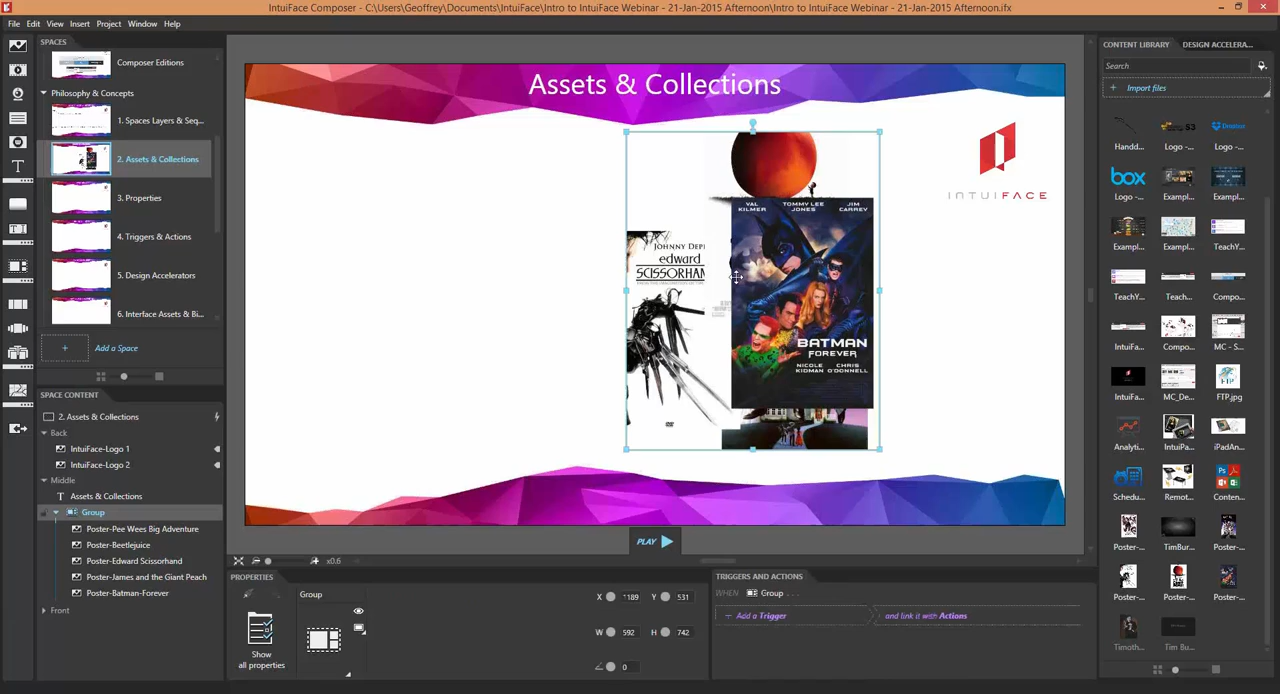 IntuiFace Composer - C:\Users\Geoffrey\Documents\IntuiFace\Intro to IntuiFace Webinar - 21-Jan-2015 Afternoon\Intro to IntuiFace Webinar - 21-Jan-2015 Afternoon.ifx
File Edit View Insert Project Window Help
SPACES
Composer Editions
Philosophy & Concepts
1. Spaces Layers & Seq...
2. Assets & Collections
3. Properties
4. Triggers & Actions
5. Design Accelerators
6. Interface Assets & Bi...
+ Add a Space
SPACE CONTENT
2. Assets & Collections
Back
IntuiFace-Logo 1
IntuiFace-Logo 2
Middle
T Assets & Collections
Group
Poster-Pee Wees Big Adventure
Poster-Beetlejuice
Poster-Edward Scissorhand
Poster-James and the Giant Peach
Poster-Batman-Forever
Front
Assets & Collections
INTUIFACE
JOHNNY DEP
edward
SCISSORHAN
VAL KILMER
TOMMY LEE JONES
JIM CARREY
BATMAN
FOREVER
NICOLE KIDMAN
CHRIS O'DONNELL
PLAY
x0.6
PROPERTIES
Group
Show
all properties
X 1189 Y 531
W 592 H 742
0
TRIGGERS AND ACTIONS
WHEN Group ...
+ Add a Trigger
and link it with Actions
CONTENT LIBRARY DESIGN ACCELERA...
Search
+ Import files
Handd... Logo -... Logo -...
box
Logo -... Exampl... Exampl...
Exampl... Exampl... TeachY...
TeachY... Teach... Compo...
IntuiFa... Compo... MC - S...
IntuiFa... MC_De... FTP.jpg
Analyti... IntuiPa... iPadAn...
Schedu... Remot... Conten...
Poster-... TimBur... Poster-...
Poster-... Poster-... Poster-...
Timoth... Tim Bu...